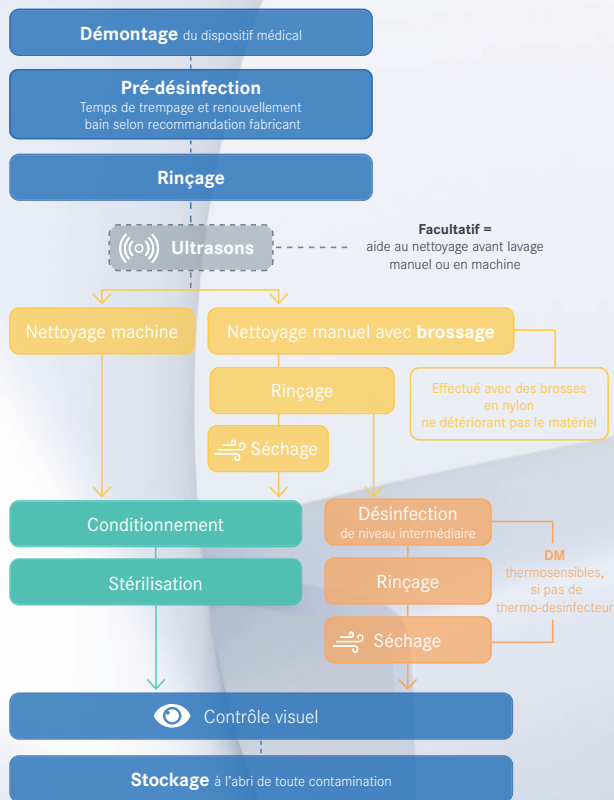 Démontage du dispositif médical
Pré-désinfection
Temps de trempage et renouvellement
bain selon recommandation fabricant
Rinçage
Ultrasons
Facultatif =
aide au nettoyage avant lavage
manuel ou en machine
Nettoyage machine
Nettoyage manuel avec brossage
Effectué avec des brosses
en nylon
ne détériorant pas le matériel
Rinçage
Séchage
Conditionnement
Stérilisation
Désinfection
de niveau intermédiaire
Rinçage
Séchage
DM
thermosensibles,
si pas de
thermo-desinfecteur
Contrôle visuel
Stockage à l'abri de toute contamination